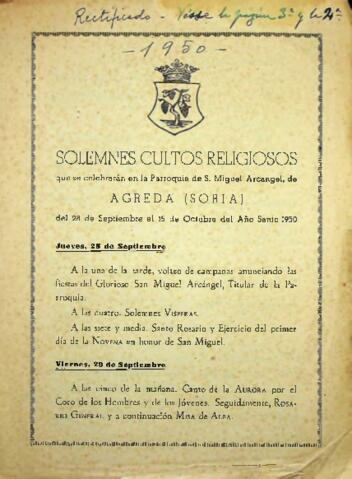 Rectificado - Véase la página 3ª y la 4ª
-1950-
SOLEMNES CULTOS RELIGIOSOS
que se celebrarán en la Parroquia de S. Miguel Arcangel, de
AGREDA (SORIA)
del 28 de Septiembre al 15 de Octubre del Año Santo 1950
Jueves, 28 de Septiembre
A la una de la tarde, volteo de campanas anunciando las
fiestas del Glorioso San Miguel Arcángel, Titular de la Pa-
rroquia.
A las cuatro. Solemnes VÍSPERAS.
A las siete y media. Santo Rosario y Ejercicio del primer
día de la NOVENA en honor de San Miguel.
Viernes, 29 de Septiembre
A las cinco de la mañana. Canto de la AURORA por el
Coro de los Hombres y de los Jóvenes. Seguidamente, ROSA-
RIO GENERAL y a continuación MISA DE ALBA.